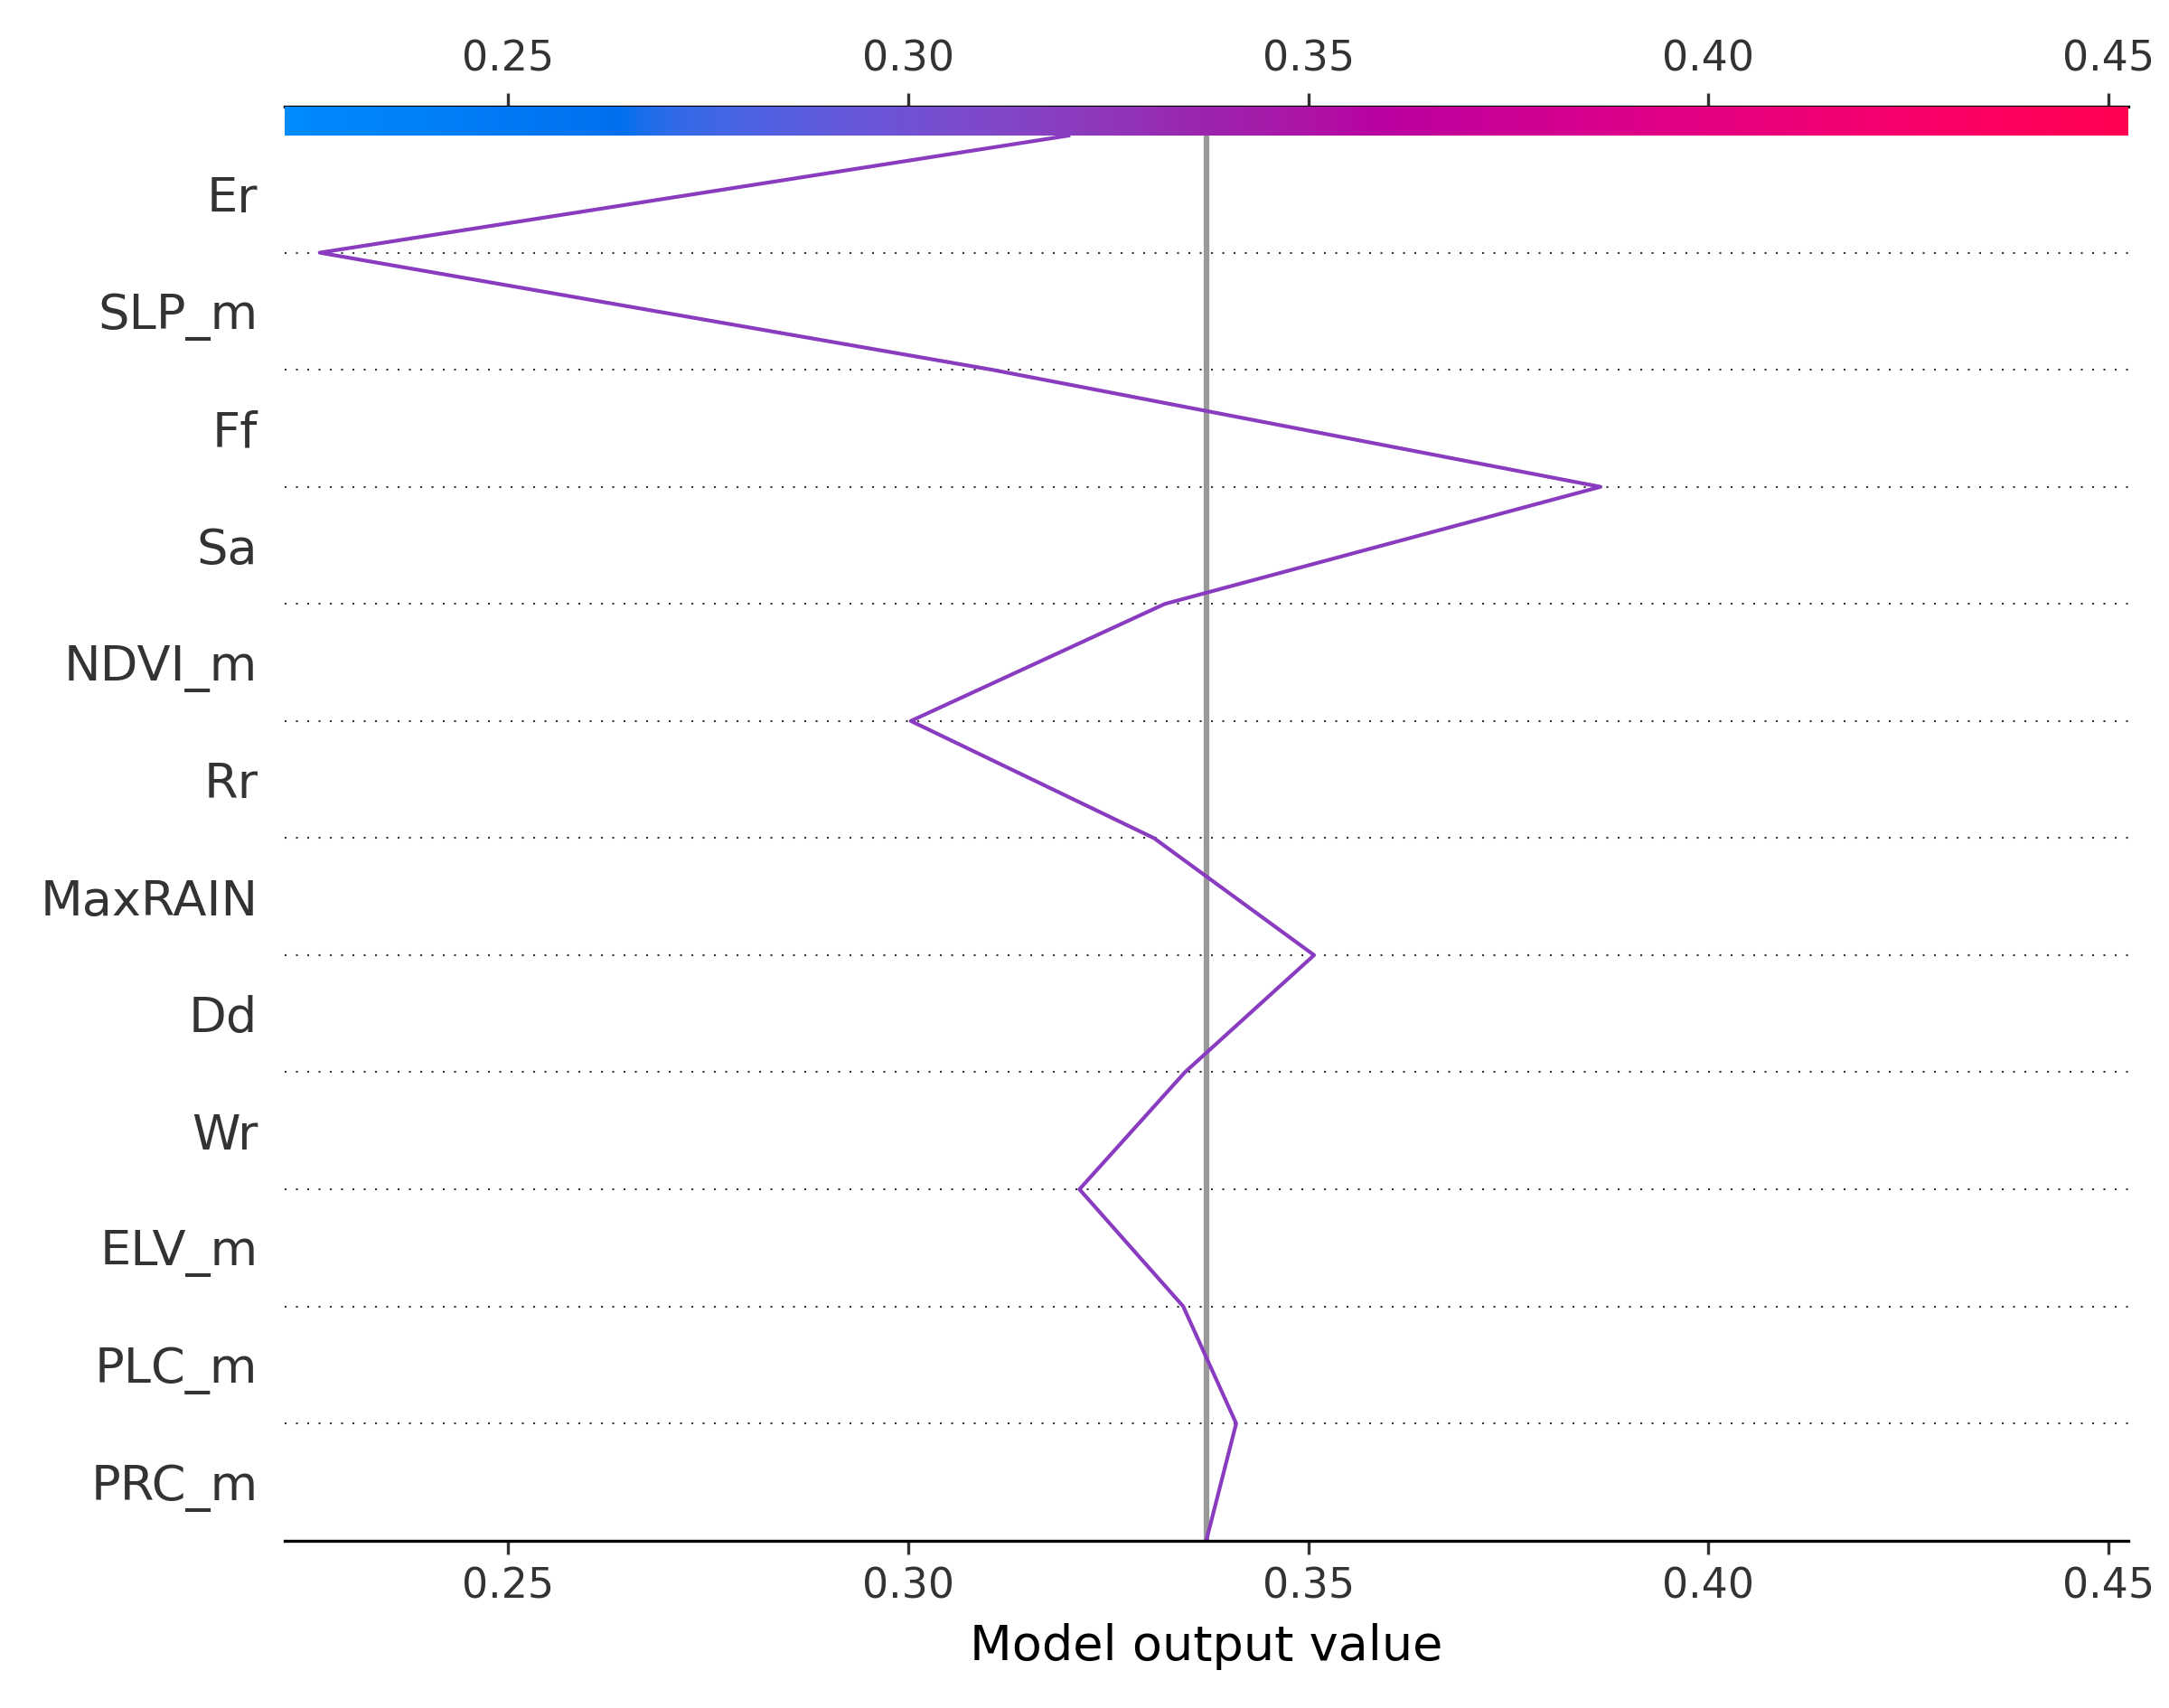 0.25 0.30 0.35 0.40 0.45
Er
SLP_m
Ff
Sa
NDVI_m
Rr
MaxRAIN
Dd
Wr
ELV_m
PLC_m
PRC_m
0.25 0.30 0.35 0.40 0.45
Model output value